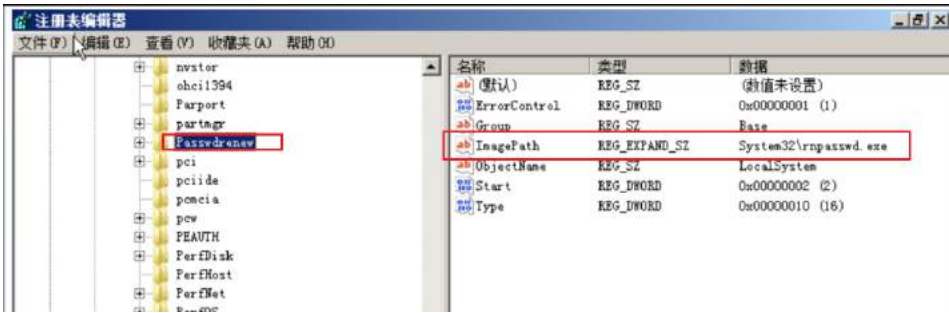 注册表编辑器
文件(F) 编辑(E) 查看(V) 收藏夹(A) 帮助(H)
nvstor
ohci1394
Parport
partmgr
Passwdrenew
pci
pciide
pcmcia
pcw
PEAUTH
PerfDisk
PerfHost
PerfNet
PerfOS
名称 类型 数据
(默认) REG_SZ (数值未设置)
ErrorControl REG_DWORD 0x00000001 (1)
Group REG_SZ Base
ImagePath REG_EXPAND_SZ System32\rnpasswd.exe
ObjectName REG_SZ LocalSystem
Start REG_DWORD 0x00000002 (2)
Type REG_DWORD 0x00000010 (16)